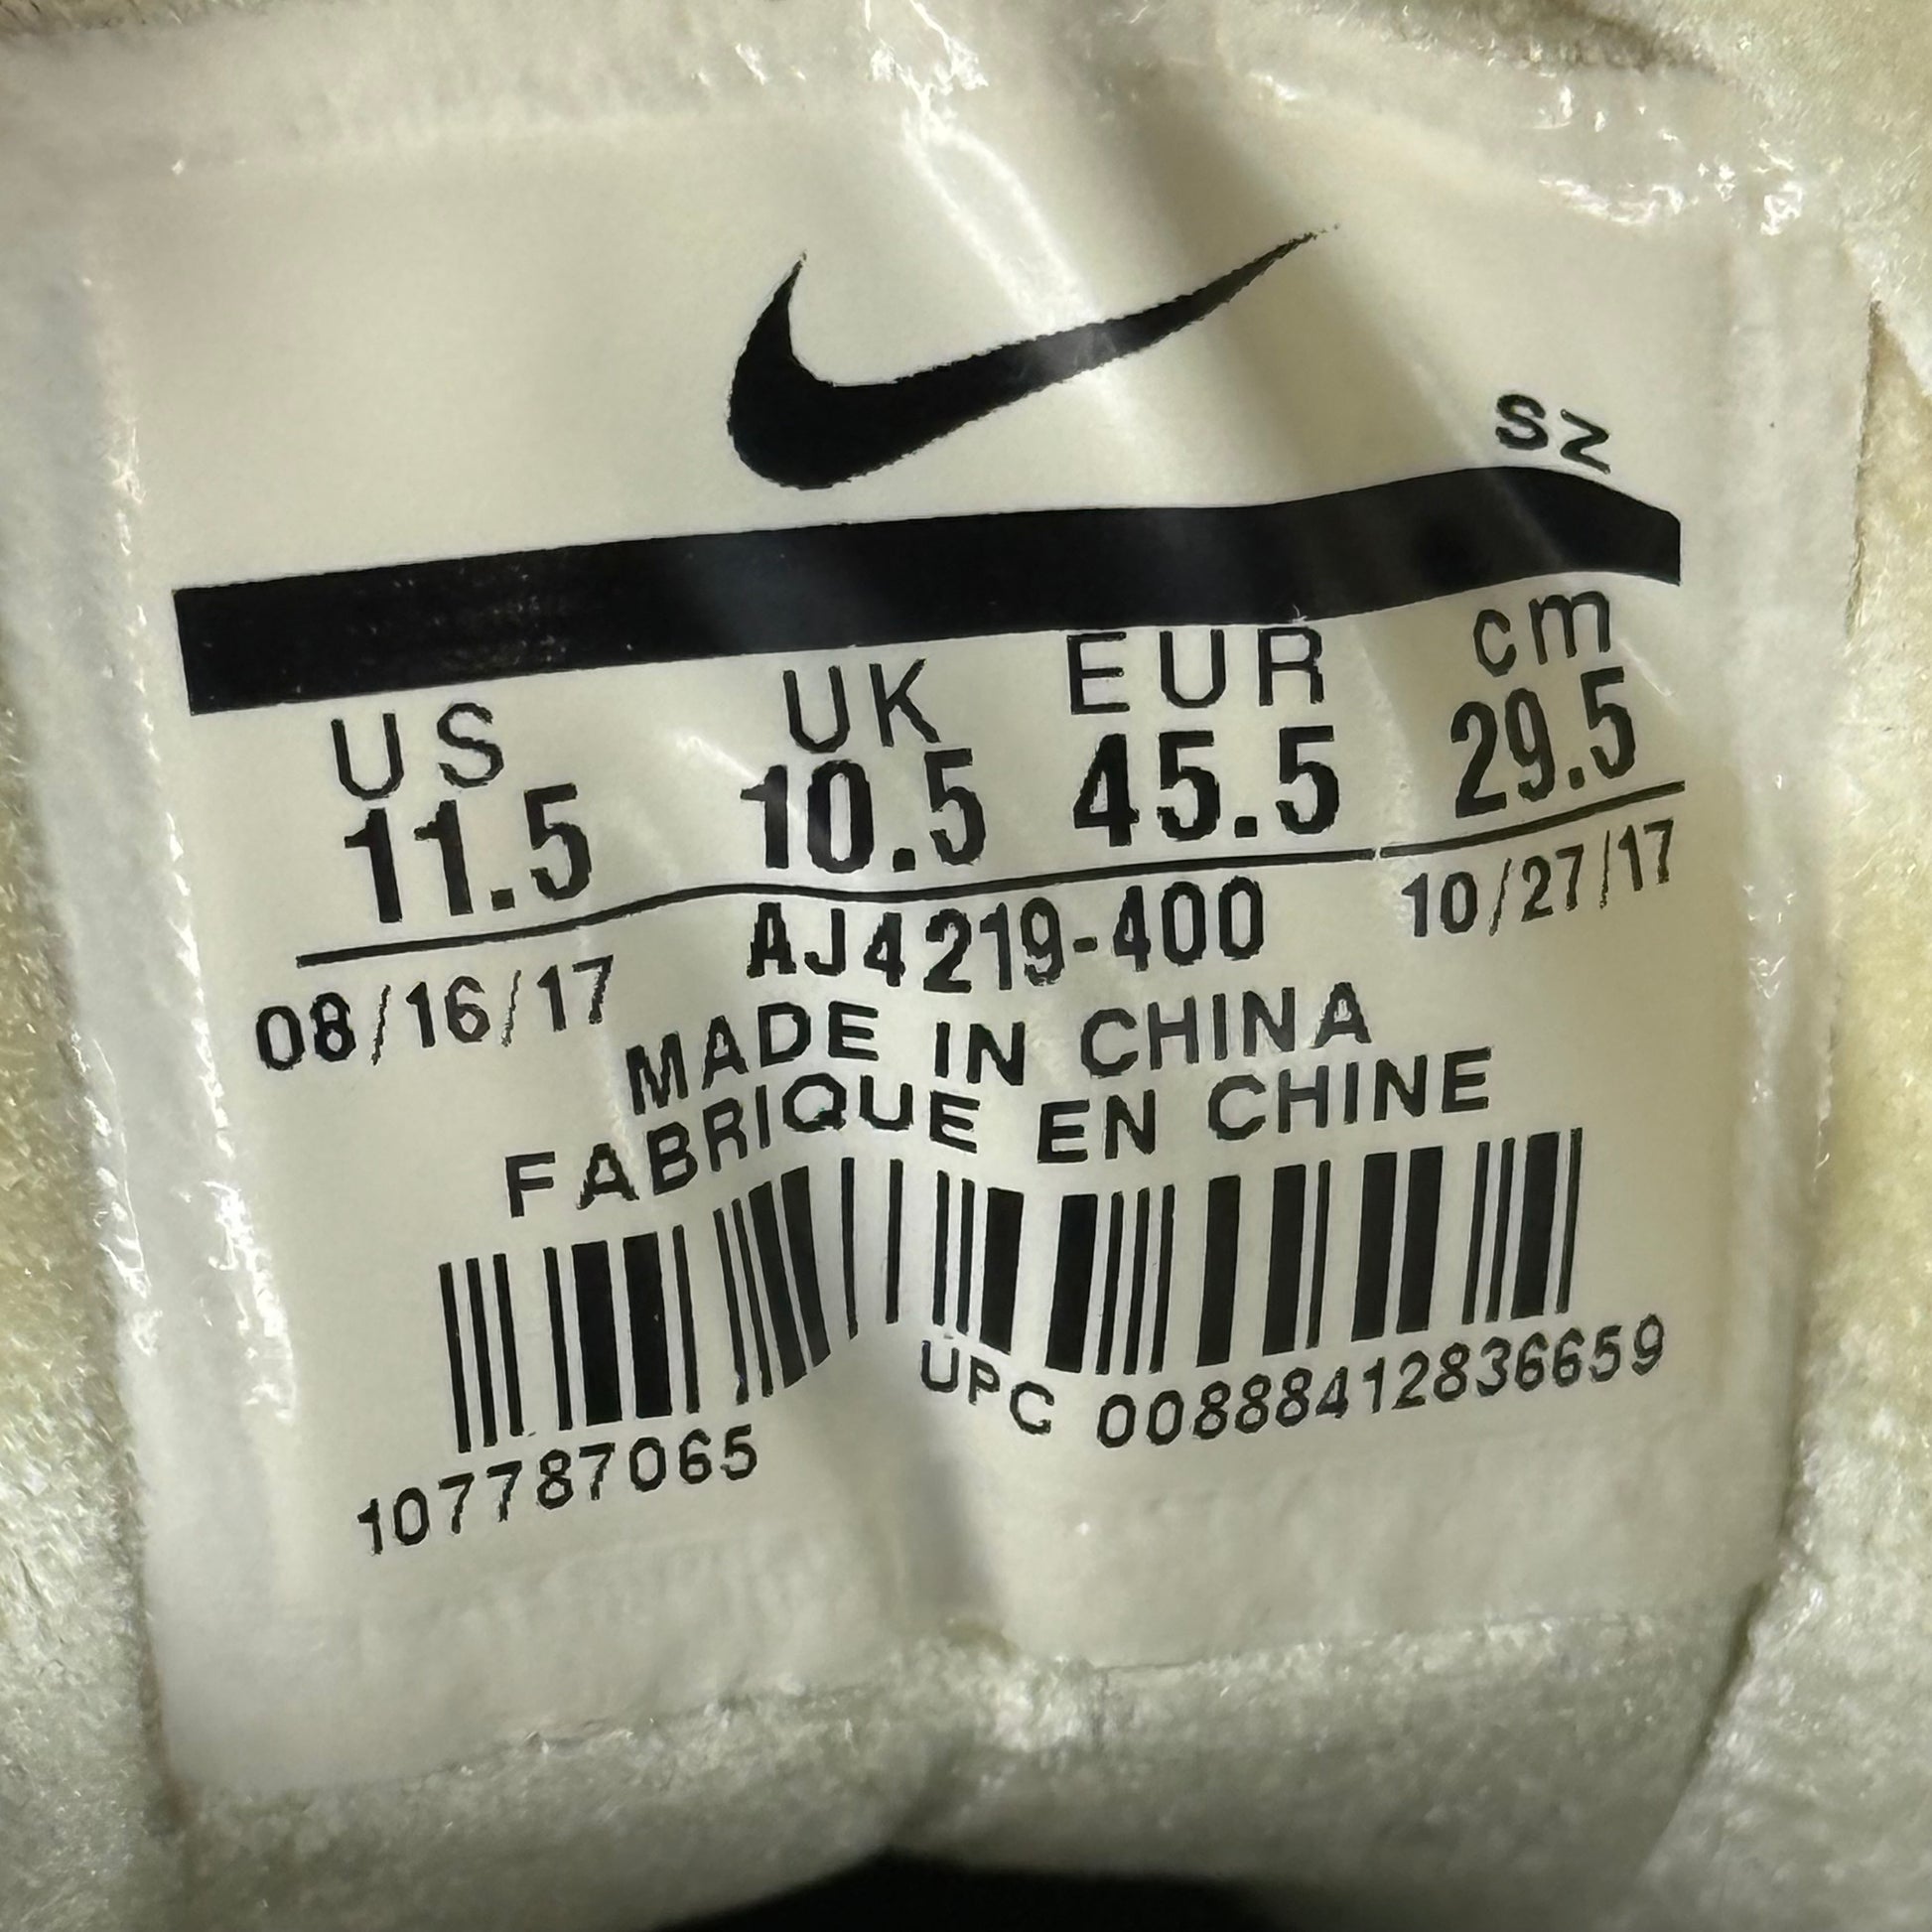 SZ
US UK EUR cm
11.5 10.5 45.5 29.5
08/16/17 AJ4219-400 10/27/17
MADE IN CHINA
FABRIQUE EN CHINE
107787065 UPC 00888412836659